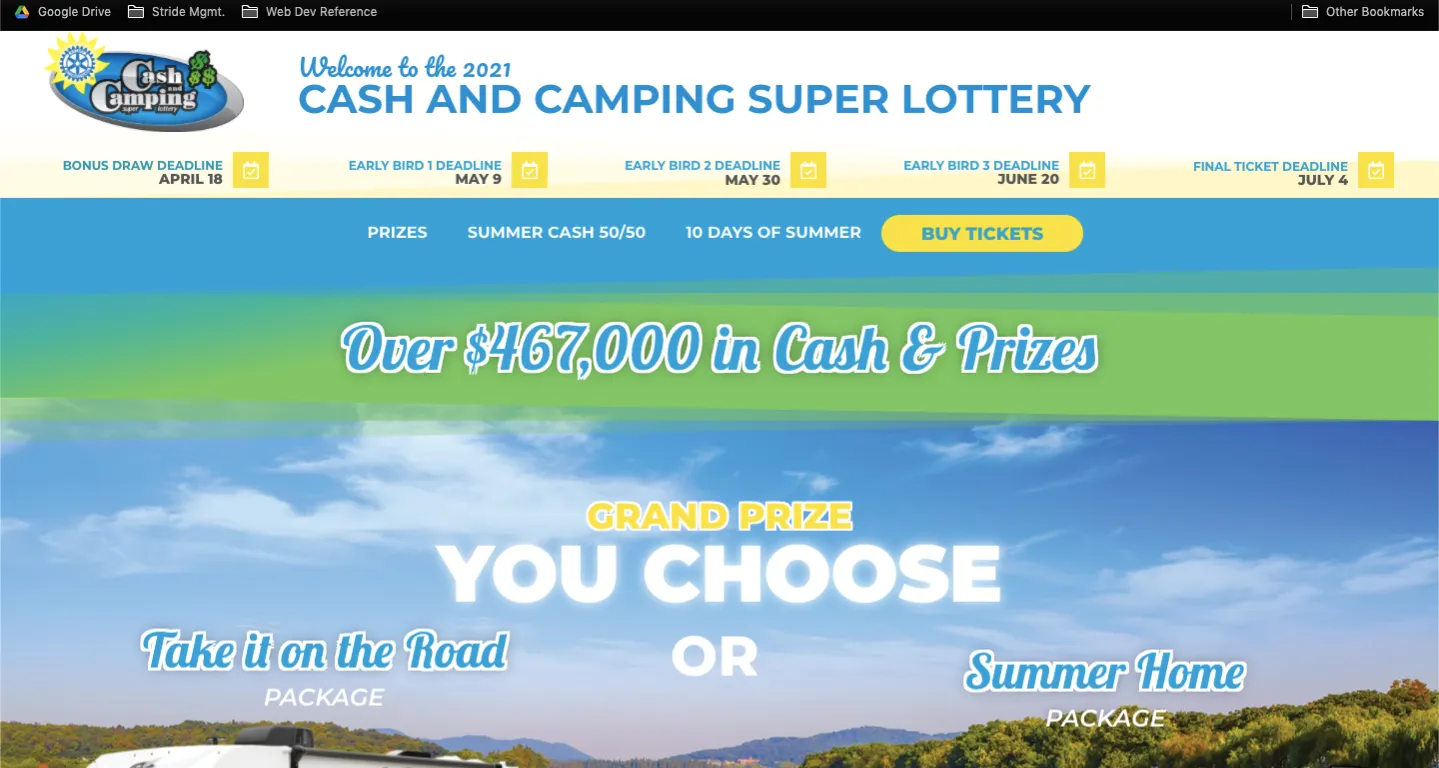 Google Drive Stride Mgmt. Web Dev Reference Other Bookmarks
Cash
and
Camping
super lottery
Welcome to the 2021
CASH AND CAMPING SUPER LOTTERY
BONUS DRAW DEADLINE
APRIL 18
EARLY BIRD 1 DEADLINE
MAY 9
EARLY BIRD 2 DEADLINE
MAY 30
EARLY BIRD 3 DEADLINE
JUNE 20
FINAL TICKET DEADLINE
JULY 4
PRIZES SUMMER CASH 50/50 10 DAYS OF SUMMER BUY TICKETS
Over $467,000 in Cash & Prizes
GRAND PRIZE
YOU CHOOSE
Take it on the Road
PACKAGE
OR
Summer Home
PACKAGE